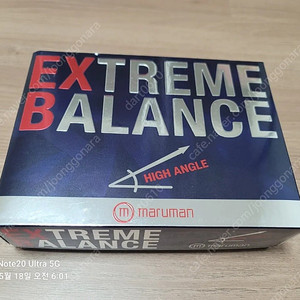 EXTREME
BALANCE
HIGH ANGLE
m maruman
EXTREME
BALANCE
maruman
Note20 Ultra 5G
5월 18일 오전 6:01